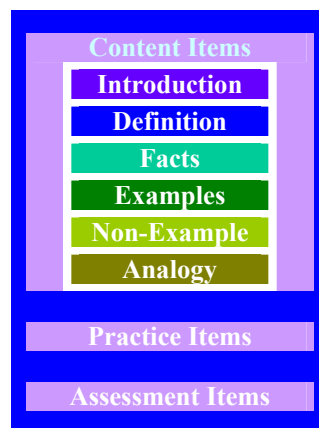 Content Items
Introduction
Definition
Facts
Examples
Non-Example
Analogy
Practice Items
Assessment Items